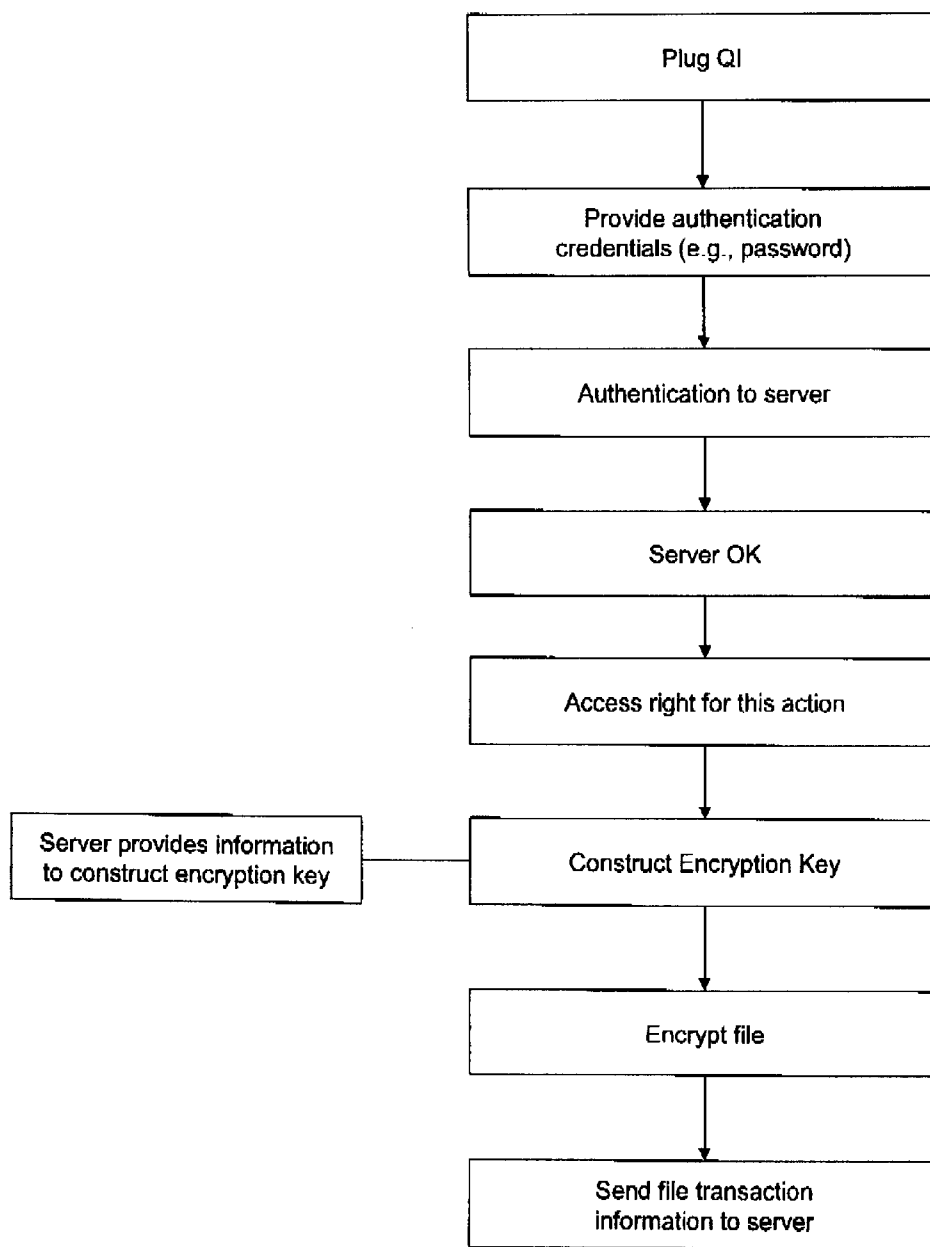 Plug QI
Provide authentication
credentials (e.g., password)
Authentication to server
Server OK
Access right for this action
Server provides information
to construct encryption key
Construct Encryption Key
Encrypt file
Send file transaction
information to server